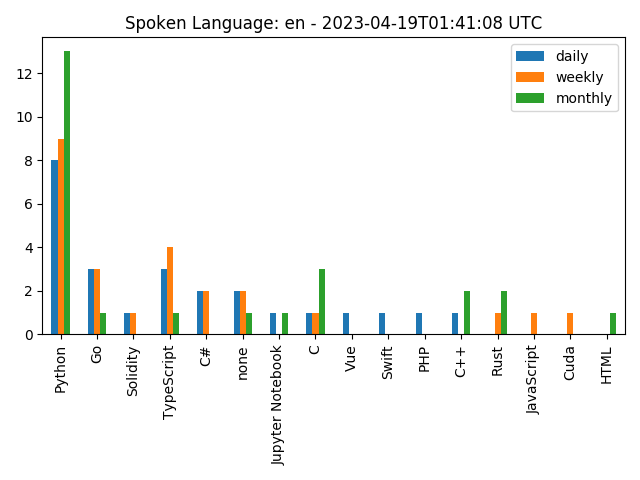 Spoken Language: en - 2023-04-19T01:41:08 UTC
daily
weekly
monthly
12
10
8
6
4
2
0
Python
Go
Solidity
TypeScript
C#
none
Jupyter Notebook
C
Vue
Swift
PHP
C++
Rust
JavaScript
Cuda
HTML